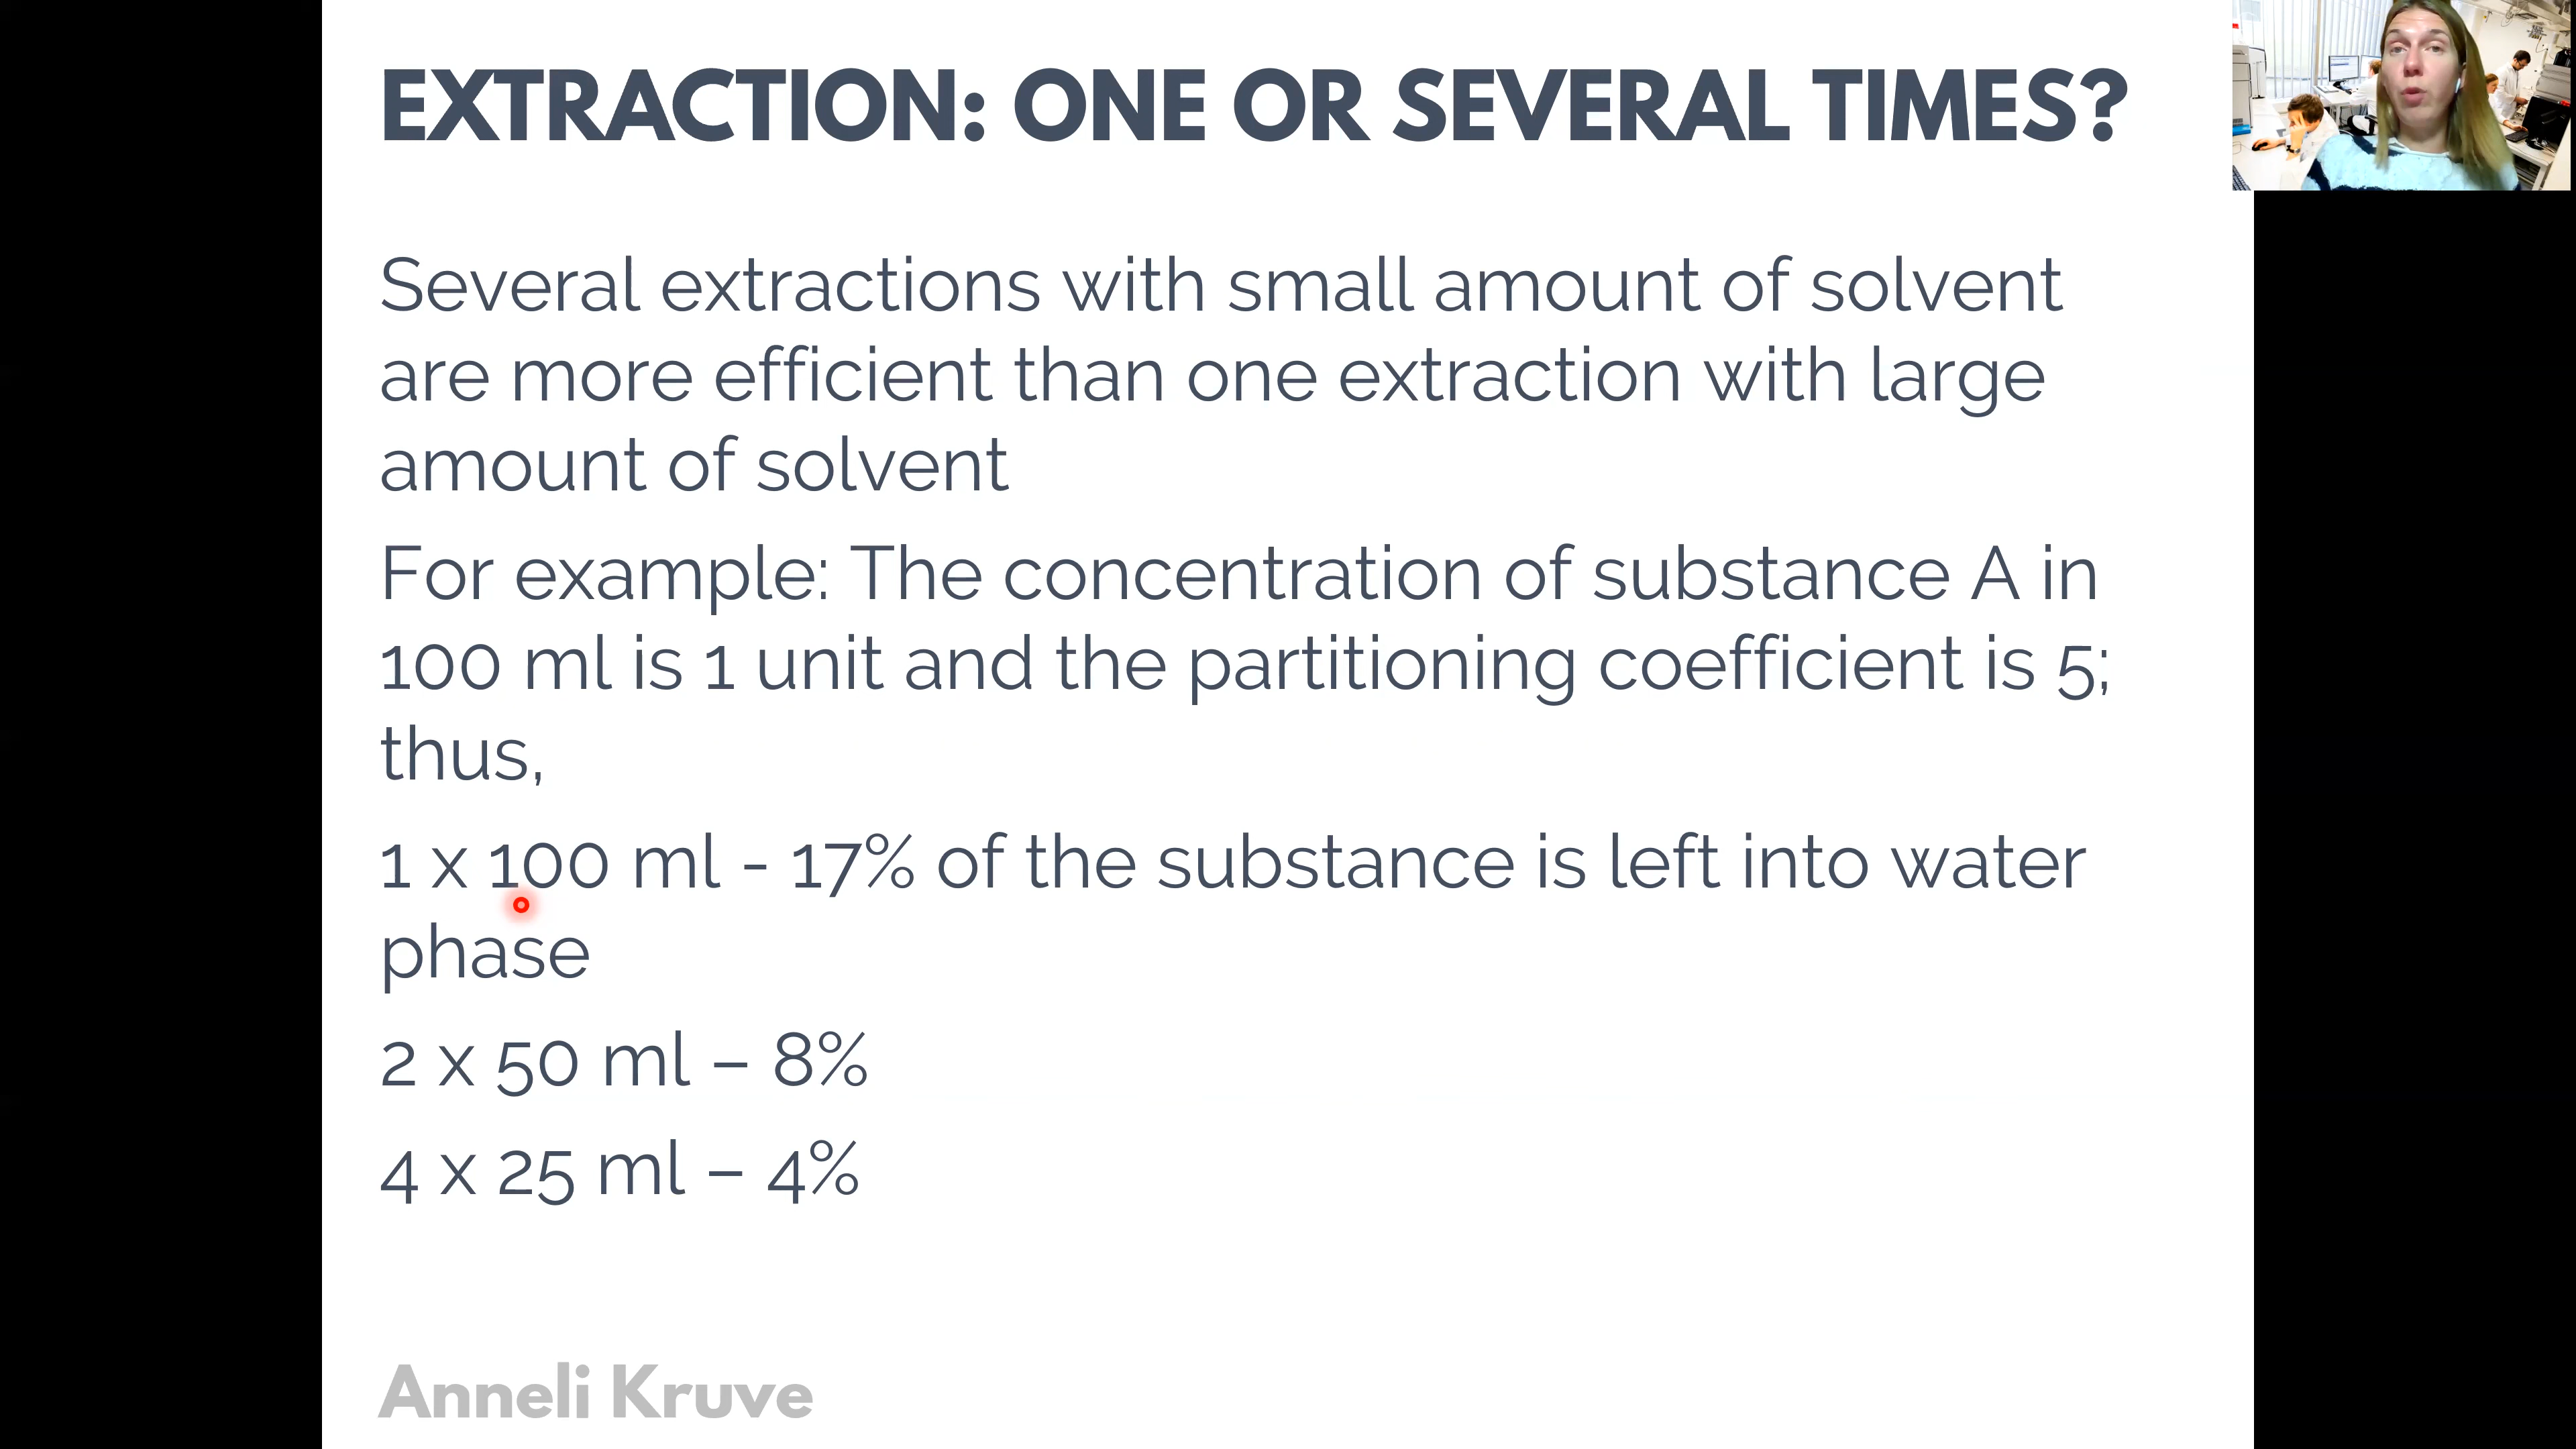 EXTRACTION: ONE OR SEVERAL TIMES?
Several extractions with small amount of solvent
are more efficient than one extraction with large
amount of solvent
For example: The concentration of substance A in
100 ml is 1 unit and the partitioning coefficient is 5;
thus,
1 x 100 ml - 17% of the substance is left into water
phase
2 x 50 ml – 8%
4 x 25 ml – 4%
Anneli Kruve